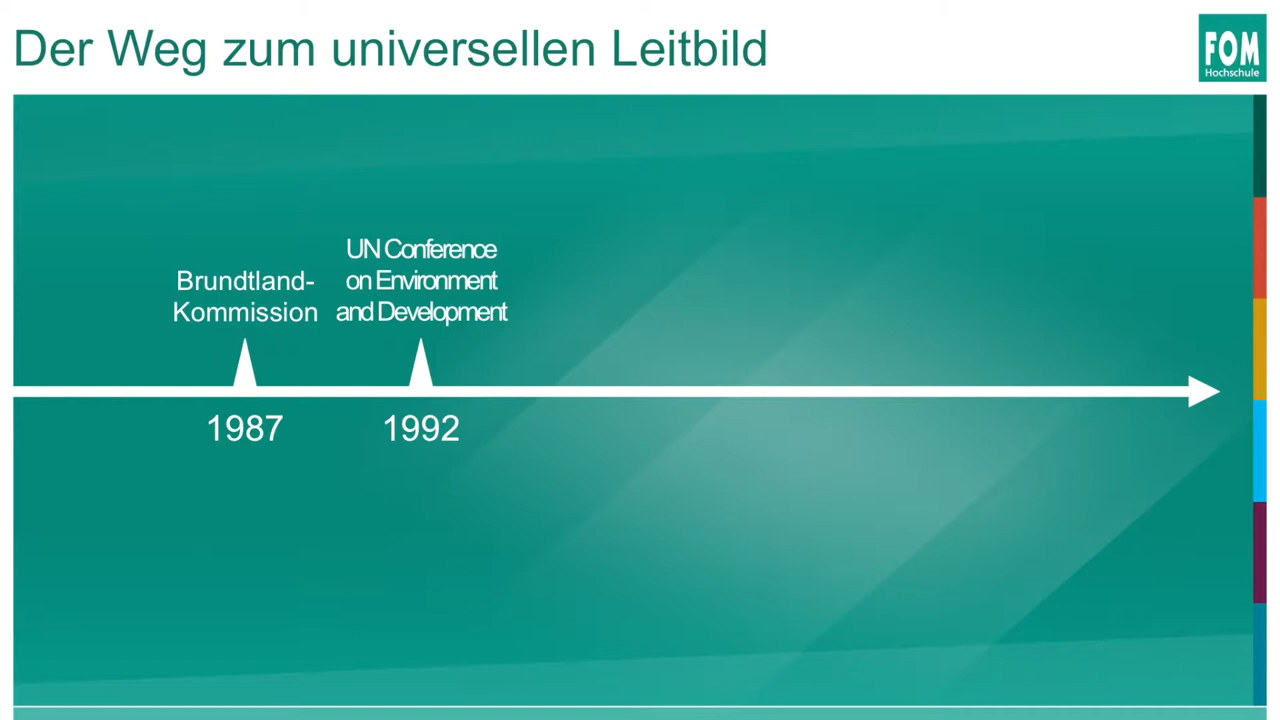 Der Weg zum universellen Leitbild
FOM
Hochschule
Brundtland-
Kommission
UN Conference
on Environment
and Development
1987
1992